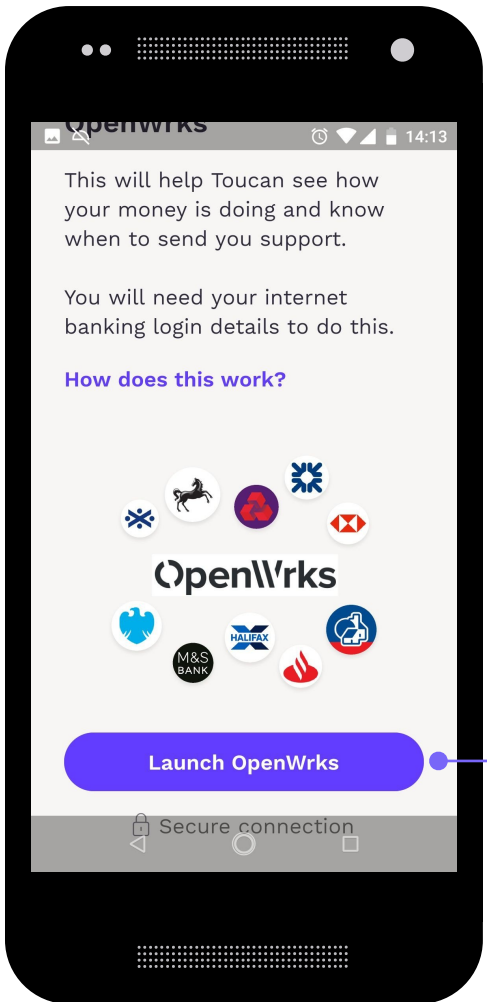 OpenWrks
14:13
This will help Toucan see how
your money is doing and know
when to send you support.
You will need your internet
banking login details to do this.
How does this work?
OpenWrks
HALIFAX
M&S
BANK
Launch OpenWrks
Secure connection